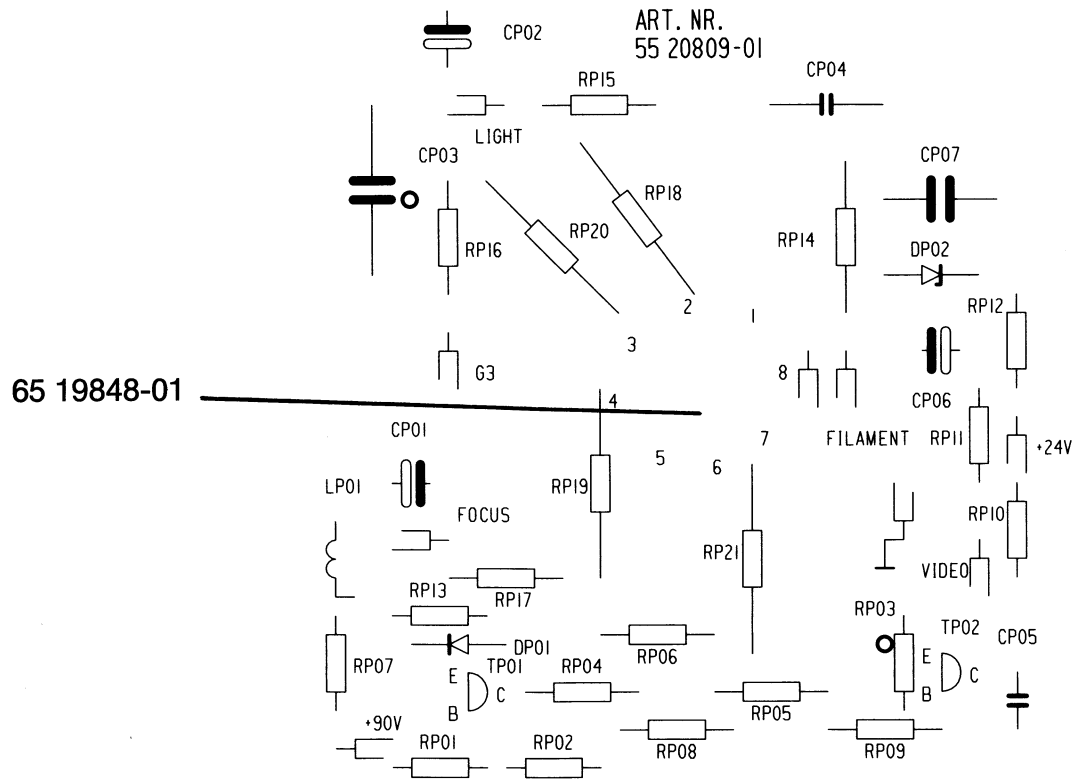 ART. NR.
55 20809-01
CP02
CP04
RP15
LIGHT
CP03
CP07
RP18
RP20
RP16
RP14
DP02
2
RP12
1
3
8
G3
65 19848-01
4
CP06
CP01
7
FILAMENT
RP11
+24V
5
6
LP01
RP19
FOCUS
RP10
RP21
VIDEO
RP13
RP17
RP03
TP02
CP05
DP01
RP06
E
RP07
E
TP01
RP04
C
C
B
B
RP05
+90V
RP01
RP02
RP08
RP09